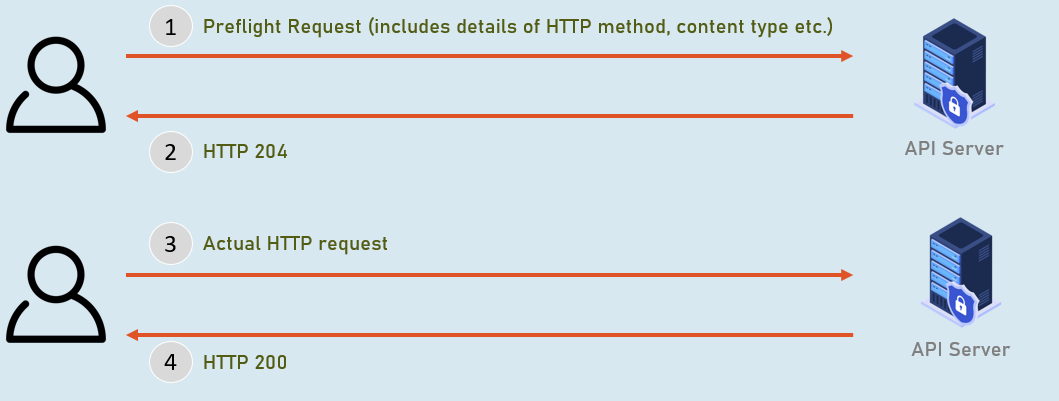 1 Preflight Request (includes details of HTTP method, content type etc.)
2 HTTP 204
API Server
3 Actual HTTP request
4 HTTP 200
API Server